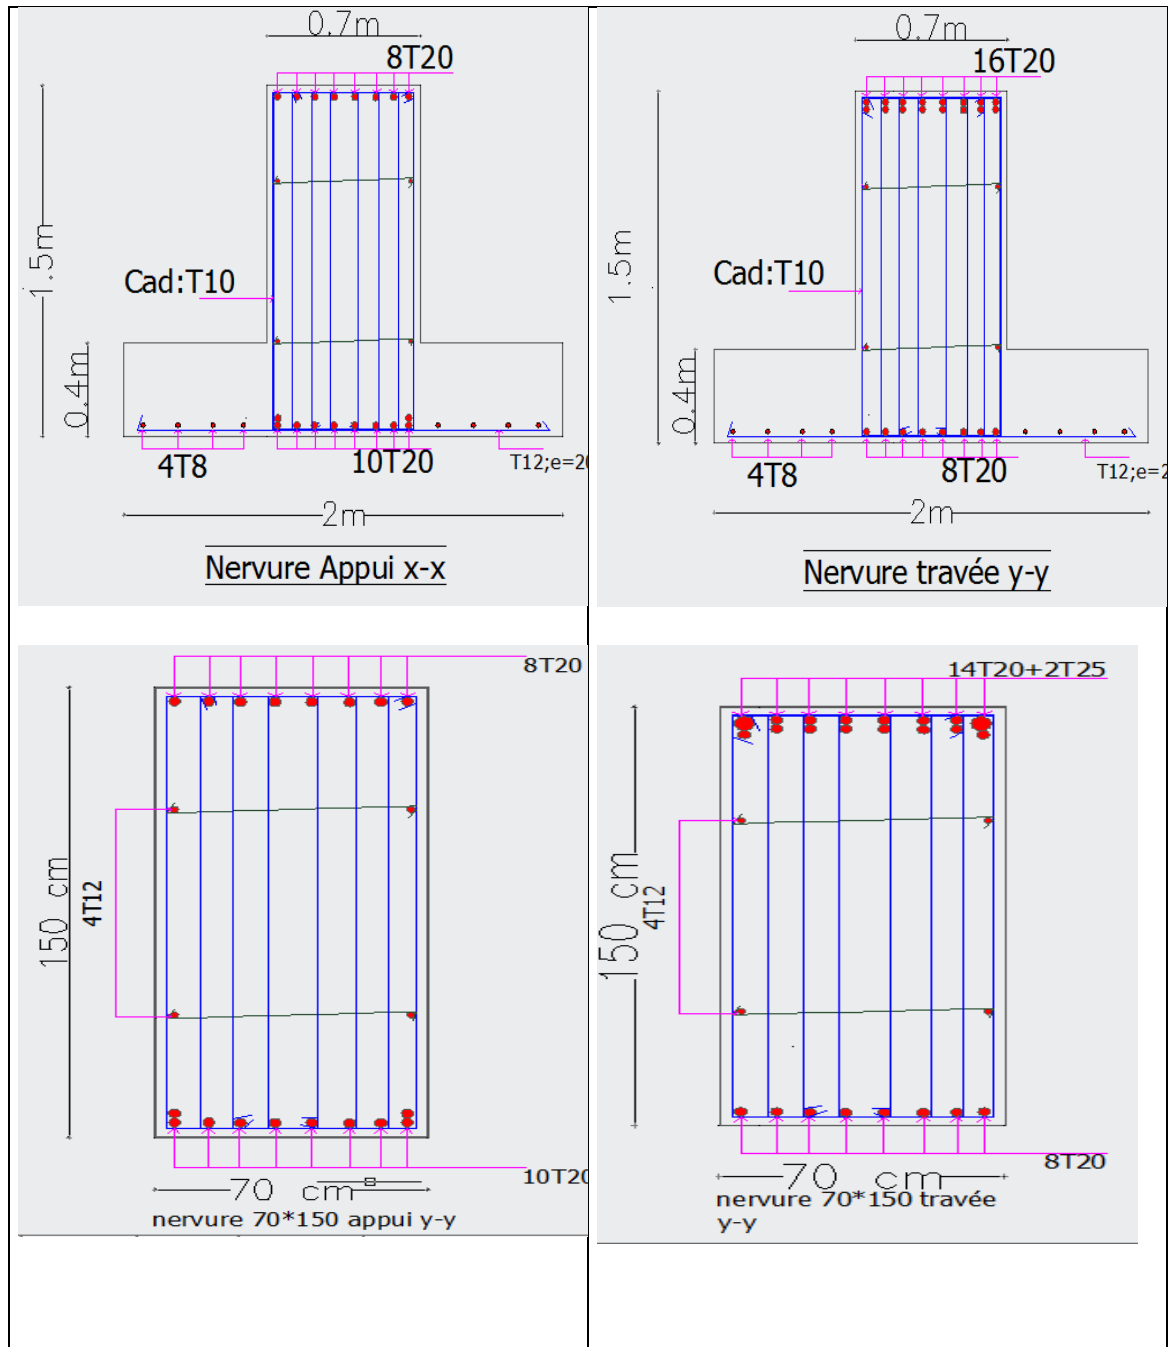 0.7m
8T20
1.5m
Cad:T10
0.4m
4T8
10T20
T12;e=20
2m
Nervure Appui x-x
0.7m
16T20
1.5m
Cad:T10
0.4m
4T8
8T20
T12;e=2
2m
Nervure travée y-y
8T20
150 cm
4T12
10T20
70 cm
nervure 70*150 appui y-y
14T20+2T25
150 cm
4T12
8T20
70 cm
nervure 70*150 travée
y-y